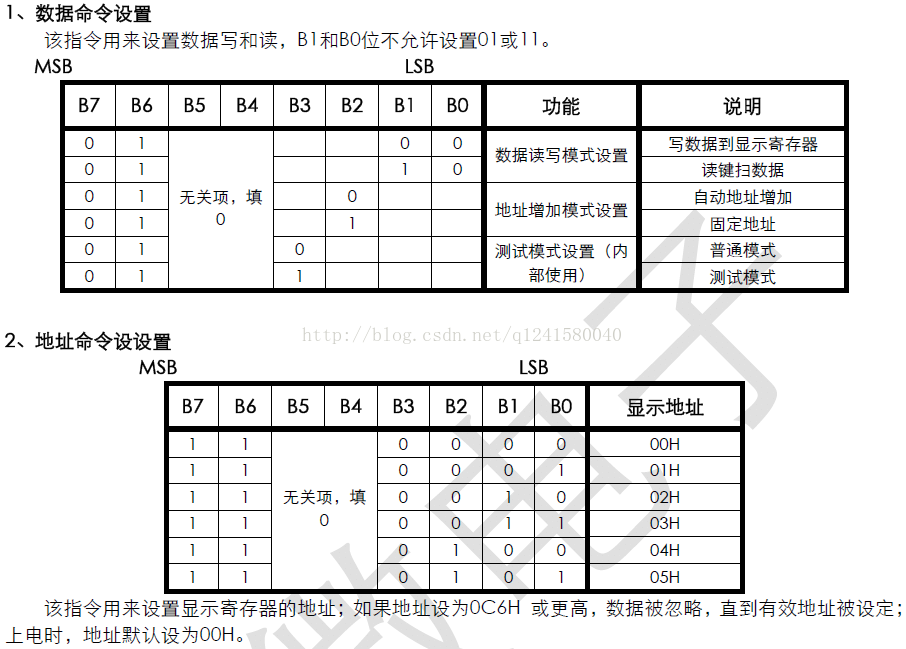 1、数据命令设置
该指令用来设置数据写和读，B1和B0位不允许设置01或11。
MSB LSB
B7 B6 B5 B4 B3 B2 B1 B0 功能 说明
0 1 无关项，填0 0 0 数据读写模式设置 写数据到显示寄存器
0 1 1 0 读键扫数据
0 1 0 地址增加模式设置 自动地址增加
0 1 1 固定地址
0 1 0 测试模式设置（内部使用） 普通模式
0 1 1 测试模式
http://blog.csdn.net/q1241580040
2、地址命令设设置
MSB LSB
B7 B6 B5 B4 B3 B2 B1 B0 显示地址
1 1 无关项，填0 0 0 0 0 00H
1 1 0 0 0 1 01H
1 1 0 0 1 0 02H
1 1 0 0 1 1 03H
1 1 0 1 0 0 04H
1 1 0 1 0 1 05H
该指令用来设置显示寄存器的地址；如果地址设为0C6H 或更高，数据被忽略，直到有效地址被设定；
上电时，地址默认设为00H。
微电子